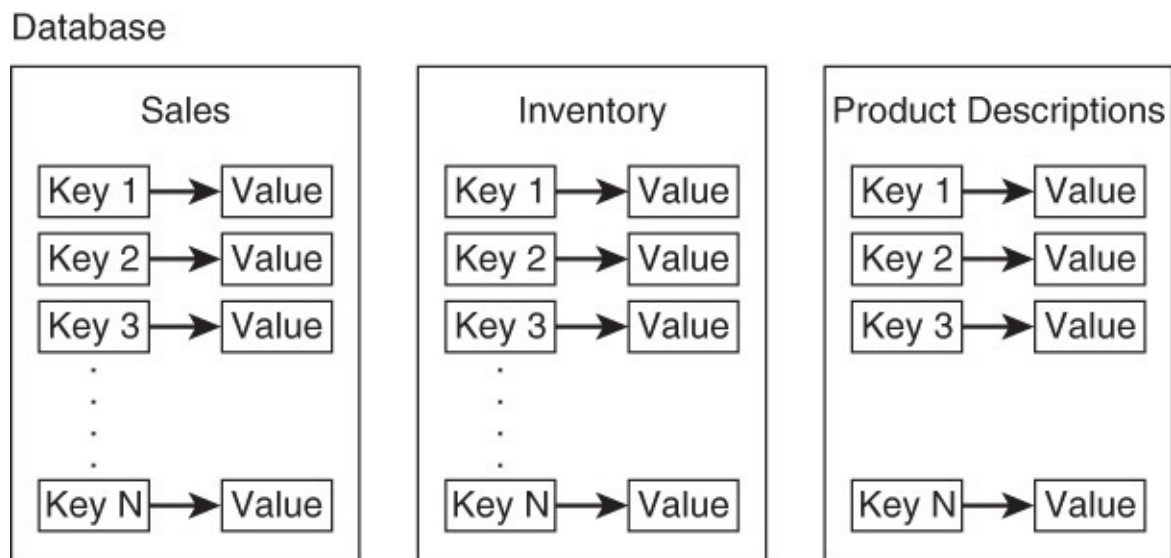 Database
Sales
Key 1 Value
Key 2 Value
Key 3 Value
Key N Value
Inventory
Key 1 Value
Key 2 Value
Key 3 Value
Key N Value
Product Descriptions
Key 1 Value
Key 2 Value
Key 3 Value
Key N Value